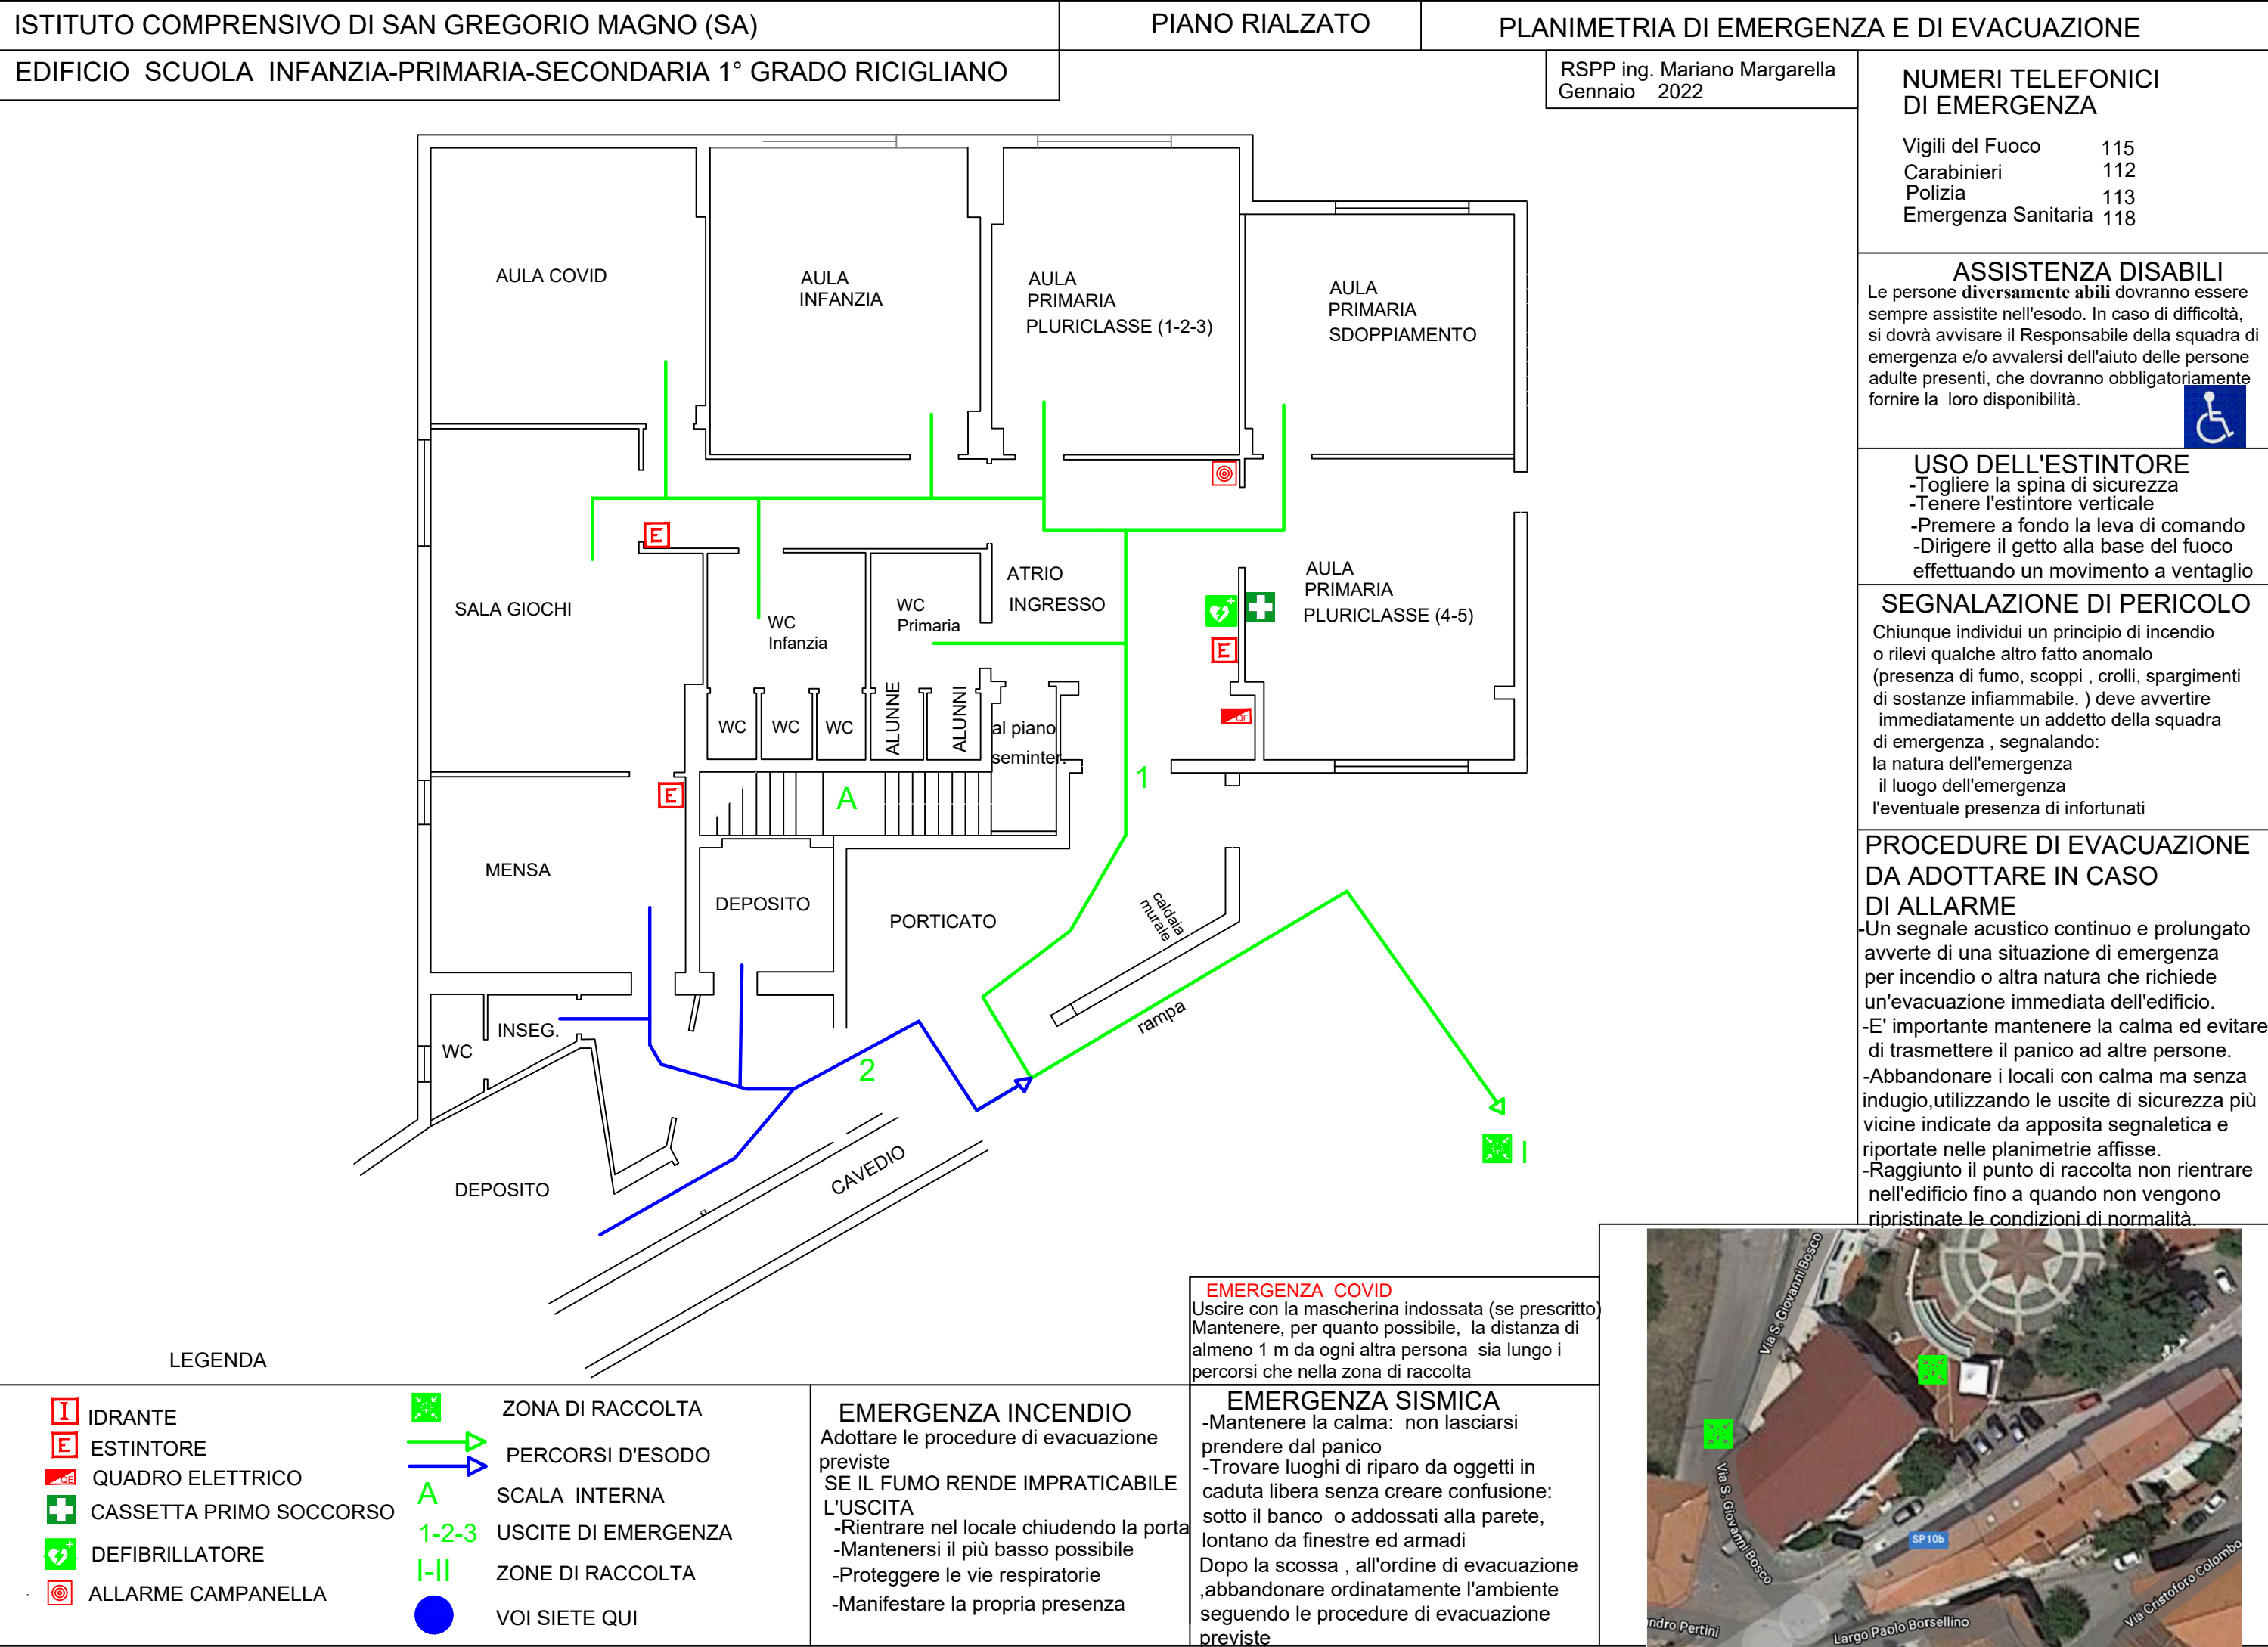 ISTITUTO COMPRENSIVO DI SAN GREGORIO MAGNO (SA)
PIANO RIALZATO
PLANIMETRIA DI EMERGENZA E DI EVACUAZIONE
EDIFICIO SCUOLA INFANZIA-PRIMARIA-SECONDARIA 1° GRADO RICIGLIANO
RSPP ing. Mariano Margarella
Gennaio 2022
NUMERI TELEFONICI
DI EMERGENZA
Vigili del Fuoco 115
Carabinieri 112
Polizia 113
Emergenza Sanitaria 118
ASSISTENZA DISABILI
Le persone diversamente abili dovranno essere
sempre assistite nell'esodo. In caso di difficoltà,
si dovrà avvisare il Responsabile della squadra di
emergenza e/o avvalersi dell'aiuto delle persone
adulte presenti, che dovranno obbligatoriamente
fornire la loro disponibilità.
USO DELL'ESTINTORE
-Togliere la spina di sicurezza
-Tenere l'estintore verticale
-Premere a fondo la leva di comando
-Dirigere il getto alla base del fuoco
effettuando un movimento a ventaglio
SEGNALAZIONE DI PERICOLO
Chiunque individui un principio di incendio
o rilevi qualche altro fatto anomalo
(presenza di fumo, scoppi , crolli, spargimenti
di sostanze infiammabile. ) deve avvertire
immediatamente un addetto della squadra
di emergenza , segnalando:
la natura dell'emergenza
il luogo dell'emergenza
l'eventuale presenza di infortunati
PROCEDURE DI EVACUAZIONE
DA ADOTTARE IN CASO
DI ALLARME
-Un segnale acustico continuo e prolungato
avverte di una situazione di emergenza
per incendio o altra natura che richiede
un'evacuazione immediata dell'edificio.
-E' importante mantenere la calma ed evitare
di trasmettere il panico ad altre persone.
-Abbandonare i locali con calma ma senza
indugio,utilizzando le uscite di sicurezza più
vicine indicate da apposita segnaletica e
riportate nelle planimetrie affisse.
-Raggiunto il punto di raccolta non rientrare
nell'edificio fino a quando non vengono
ripristinate le condizioni di normalità.
AULA COVID
AULA
INFANZIA
AULA
PRIMARIA
PLURICLASSE (1-2-3)
AULA
PRIMARIA
SDOPPIAMENTO
E
SALA GIOCHI
WC
Infanzia
WC
Primaria
ATRIO
INGRESSO
AULA
PRIMARIA
PLURICLASSE (4-5)
E
QE
WC
WC
WC
ALUNNE
ALUNNI
al piano
seminter.
E
A
1
MENSA
DEPOSITO
PORTICATO
caldaia
murale
rampa
INSEG.
WC
2
CAVEDIO
DEPOSITO
I
LEGENDA
I IDRANTE
E ESTINTORE
QE QUADRO ELETTRICO
CASSETTA PRIMO SOCCORSO
DEFIBRILLATORE
ALLARME CAMPANELLA
ZONA DI RACCOLTA
PERCORSI D'ESODO
A SCALA INTERNA
1-2-3 USCITE DI EMERGENZA
I-II ZONE DI RACCOLTA
VOI SIETE QUI
EMERGENZA INCENDIO
Adottare le procedure di evacuazione
previste
SE IL FUMO RENDE IMPRATICABILE
L'USCITA
-Rientrare nel locale chiudendo la porta
-Mantenersi il più basso possibile
-Proteggere le vie respiratorie
-Manifestare la propria presenza
EMERGENZA COVID
Uscire con la mascherina indossata (se prescritto)
Mantenere, per quanto possibile, la distanza di
almeno 1 m da ogni altra persona sia lungo i
percorsi che nella zona di raccolta
EMERGENZA SISMICA
-Mantenere la calma: non lasciarsi
prendere dal panico
-Trovare luoghi di riparo da oggetti in
caduta libera senza creare confusione:
sotto il banco o addossati alla parete,
lontano da finestre ed armadi
Dopo la scossa , all'ordine di evacuazione
,abbandonare ordinatamente l'ambiente
seguendo le procedure di evacuazione
previste
Via S. Giovanni Bosco
Via S. Giovanni Bosco
SP10b
ndro Pertini
Largo Paolo Borsellino
Via Cristoforo Colombo